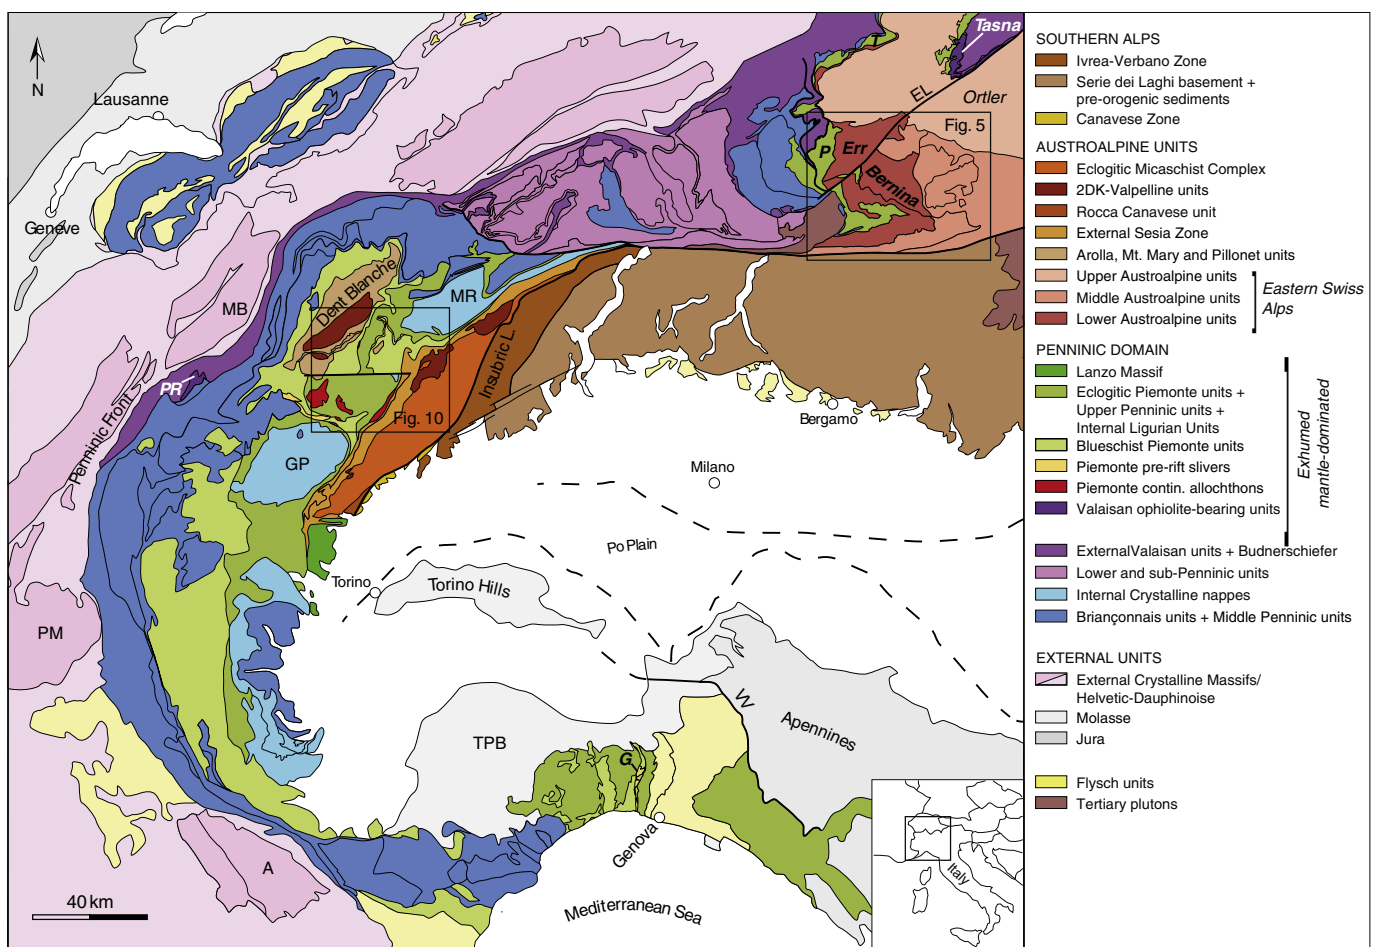 N
Lausanne
Geneve
MB
PR
Penninic Front
Dent Blanche
MR
Insubric L.
Fig. 10
GP
PM
A
40 km
T
Tasna
EL
Ortler
Fig. 5
P
Err
Bernina
Bergamo
Milano
Po Plain
Torino
Torino Hills
TPB
G
VV
Apennines
Genova
Mediterranean Sea
Italy
SOUTHERN ALPS
Ivrea-Verbano Zone
Serie dei Laghi basement +
pre-orogenic sediments
Canavese Zone
AUSTROALPINE UNITS
Eclogitic Micaschist Complex
2DK-Valpelline units
Rocca Canavese unit
External Sesia Zone
Arolla, Mt. Mary and Pillonet units
Upper Austroalpine units
Middle Austroalpine units
Lower Austroalpine units
Eastern Swiss
Alps
PENNINIC DOMAIN
Lanzo Massif
Eclogitic Piemonte units +
Upper Penninic units +
Internal Ligurian Units
Blueschist Piemonte units
Piemonte pre-rift slivers
Piemonte contin. allochthons
Valaisan ophiolite-bearing units
Exhumed
mantle-dominated
ExternalValaisan units + Budnerschiefer
Lower and sub-Penninic units
Internal Crystalline nappes
Briançonnais units + Middle Penninic units
EXTERNAL UNITS
External Crystalline Massifs/
Helvetic-Dauphinoise
Molasse
Jura
Flysch units
Tertiary plutons